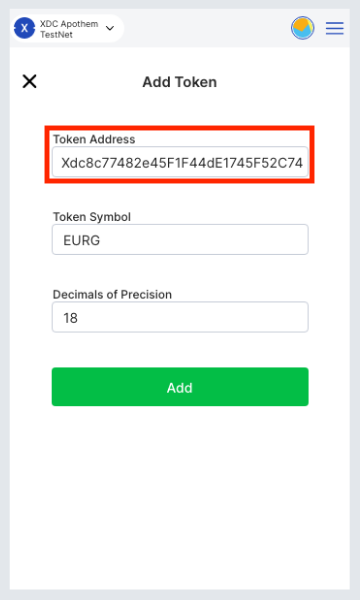 X
XDC Apothem
TestNet
Add Token
Token Address
Xdc8c77482e45F1F44dE1745F52C74
Token Symbol
EURG
Decimals of Precision
18
Add